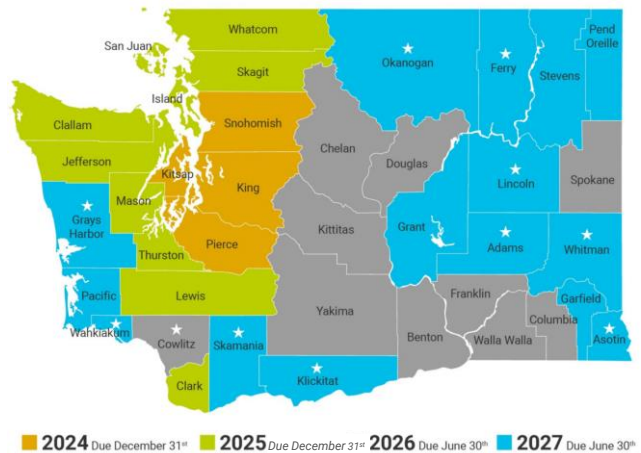 Whatcom
San Juan
Skagit
Island
Clallam
Jefferson
Snohomish
Kitsap
King
Mason
Grays
Harbor
Thurston
Pierce
Pacific
Lewis
Wahkiakum
Cowlitz
Skamania
Clark
Klickitat
Okanogan
Ferry
Stevens
Pend
Oreille
Chelan
Douglas
Lincoln
Spokane
Kittitas
Grant
Adams
Whitman
Yakima
Benton
Franklin
Walla Walla
Columbia
Garfield
Asotin
2024 Due December 31st 2025 Due December 31st 2026 Due June 30th 2027 Due June 30th